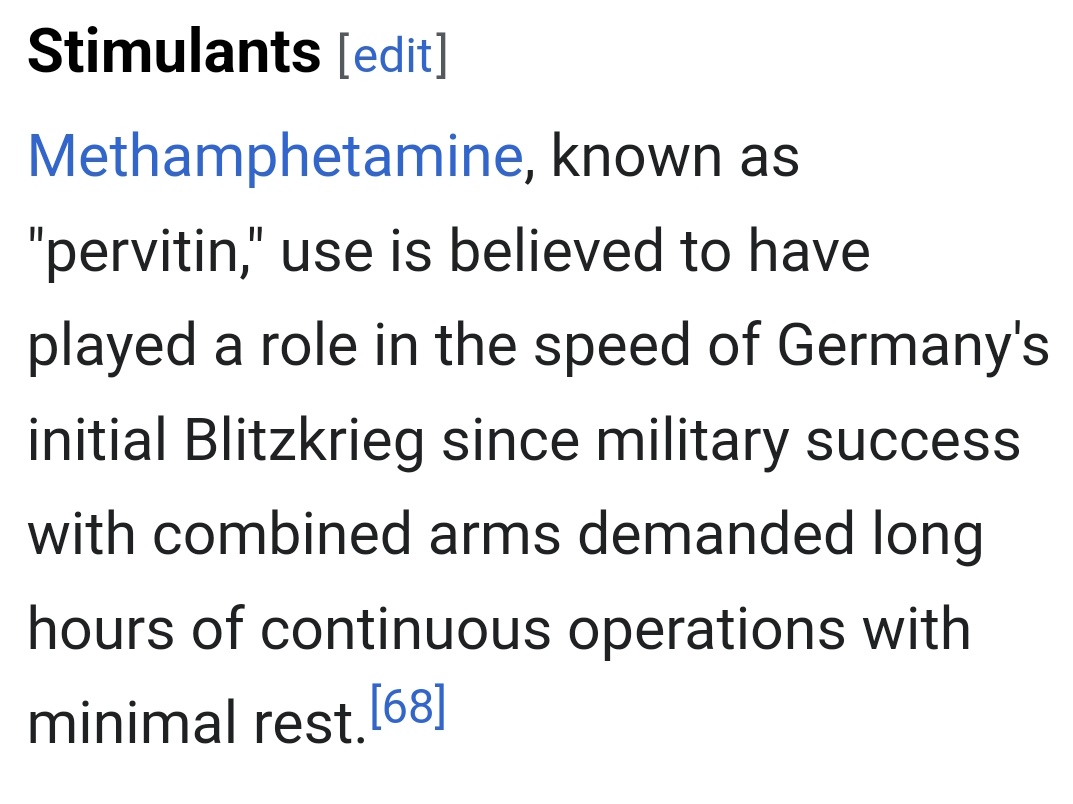 Stimulants [edit]
Methamphetamine, known as
"pervitin," use is believed to have
played a role in the speed of Germany's
initial Blitzkrieg since military success
with combined arms demanded long
hours of continuous operations with
minimal rest.[68]